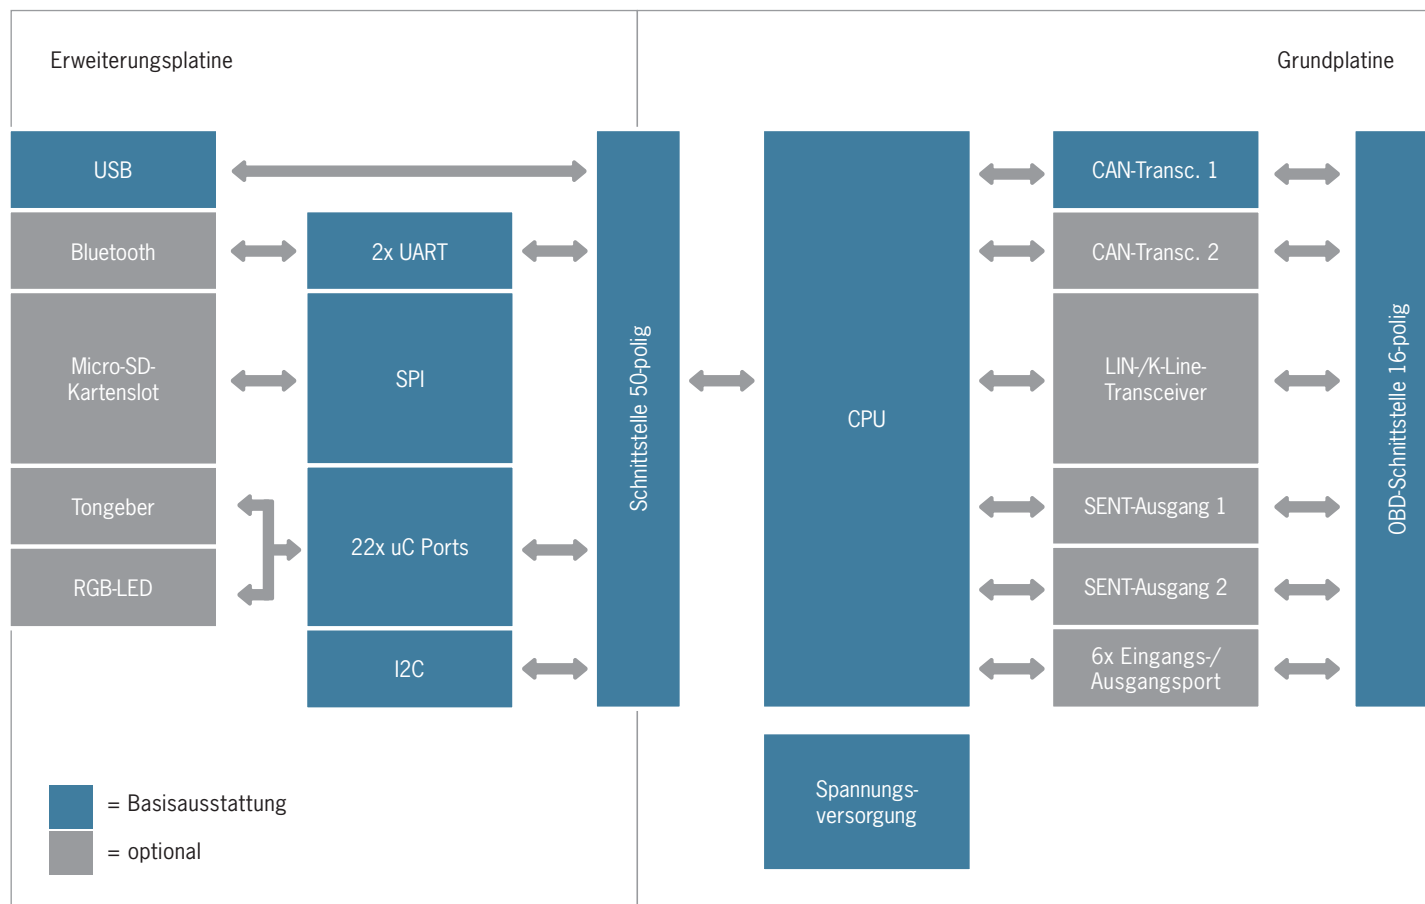 Erweiterungsplatine
Grundplatine
USB
Bluetooth
Micro-SD-
Kartenslot
Tongeber
RGB-LED
2x UART
SPI
22x uC Ports
I2C
Schnittstelle 50-polig
CPU
Spannungs-
versorgung
CAN-Transc. 1
CAN-Transc. 2
LIN-/K-Line-
Transceiver
SENT-Ausgang 1
SENT-Ausgang 2
6x Eingangs-/
Ausgangsport
OBD-Schnittstelle 16-polig
= Basisausstattung
= optional